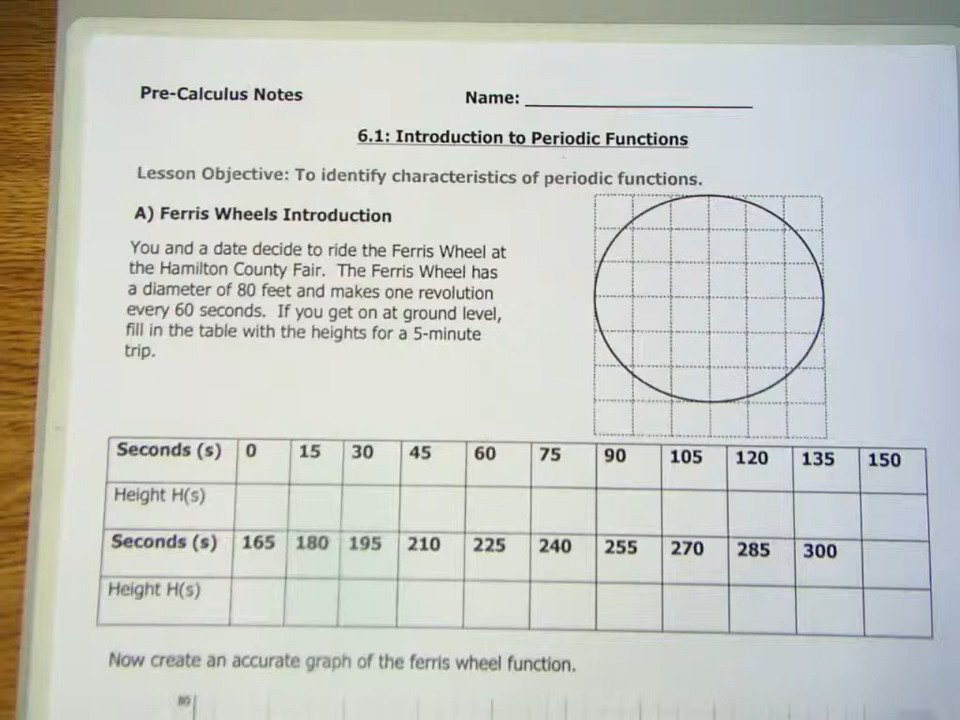 Pre-Calculus Notes Name:
6.1: Introduction to Periodic Functions
Lesson Objective: To identify characteristics of periodic functions.
A) Ferris Wheels Introduction
You and a date decide to ride the Ferris Wheel at
the Hamilton County Fair. The Ferris Wheel has
a diameter of 80 feet and makes one revolution
every 60 seconds. If you get on at ground level,
fill in the table with the heights for a 5-minute
trip.
Seconds (s) 0 15 30 45 60 75 90 105 120 135 150
Height H(s)
Seconds (s) 165 180 195 210 225 240 255 270 285 300
Height H(s)
Now create an accurate graph of the ferris wheel function.
80